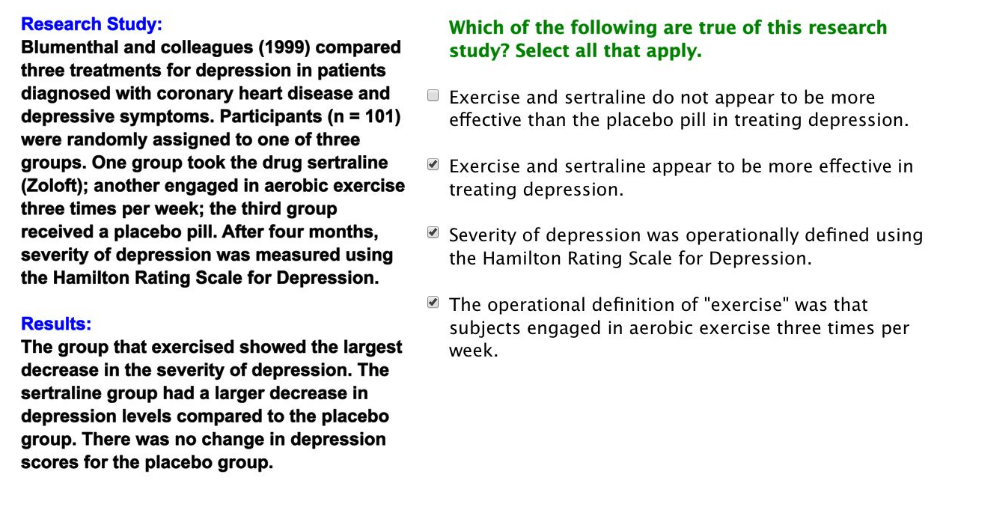 Research Study:
Blumenthal and colleagues (1999) compared
three treatments for depression in patients
diagnosed with coronary heart disease and
depressive symptoms. Participants (n = 101)
were randomly assigned to one of three
groups. One group took the drug sertraline
(Zoloft); another engaged in aerobic exercise
three times per week; the third group
received a placebo pill. After four months,
severity of depression was measured using
the Hamilton Rating Scale for Depression.
Results:
The group that exercised showed the largest
decrease in the severity of depression. The
sertraline group had a larger decrease in
depression levels compared to the placebo
group. There was no change in depression
scores for the placebo group.
Which of the following are true of this research
study? Select all that apply.
Exercise and sertraline do not appear to be more
effective than the placebo pill in treating depression.
Exercise and sertraline appear to be more effective in
treating depression.
Severity of depression was operationally defined using
the Hamilton Rating Scale for Depression.
The operational definition of "exercise" was that
subjects engaged in aerobic exercise three times per
week.